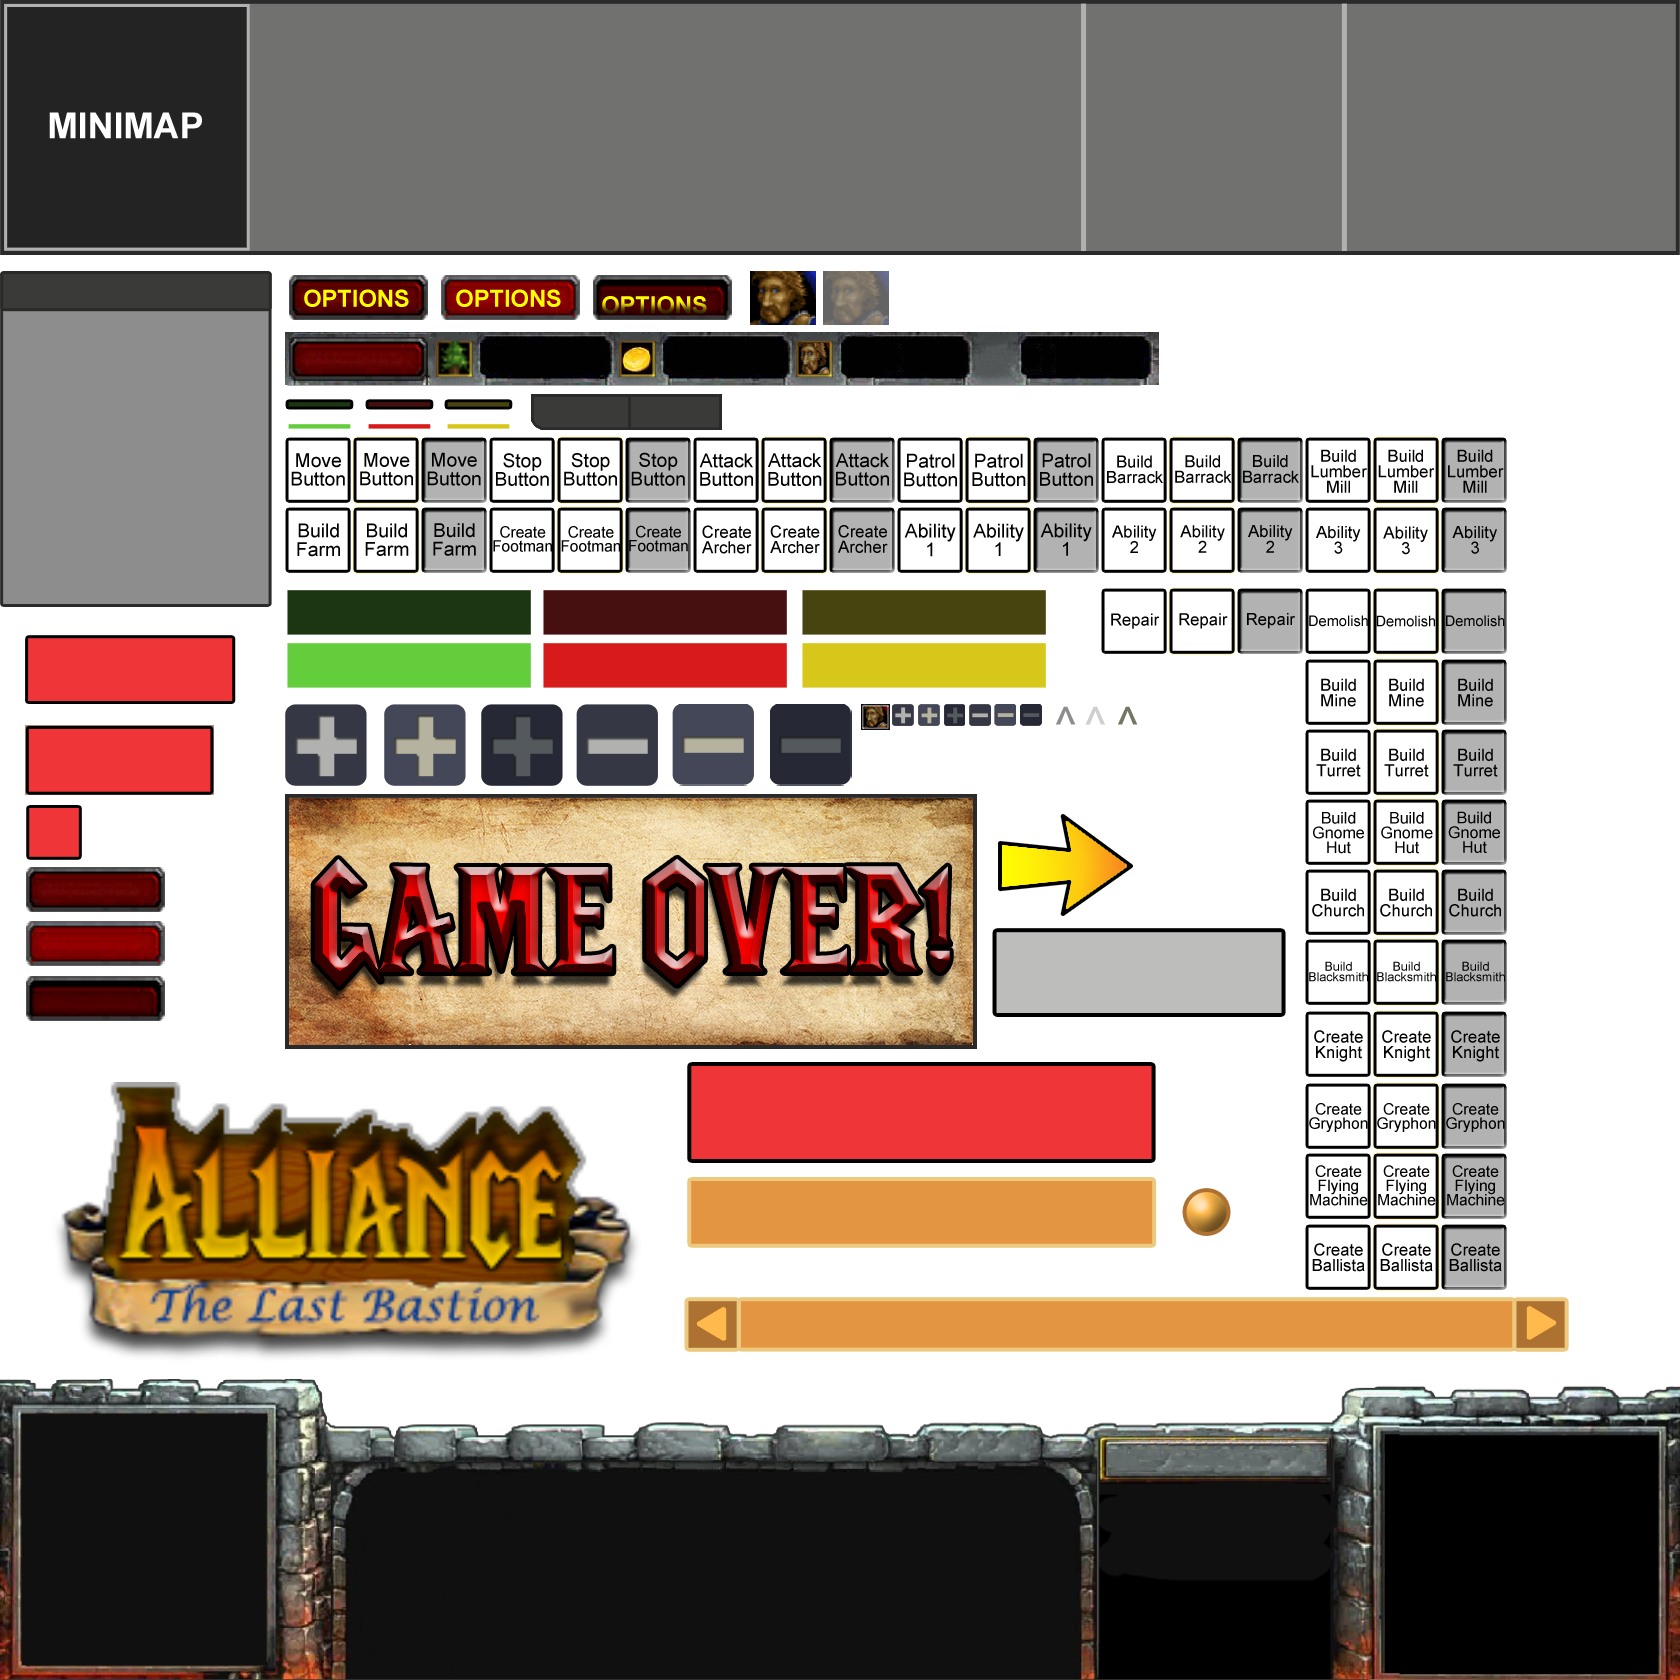 MINIMAP
OPTIONS
OPTIONS
OPTIONS
Move
Button
Move
Button
Move
Button
Stop
Button
Stop
Button
Stop
Button
Attack
Button
Attack
Button
Attack
Button
Patrol
Button
Patrol
Button
Patrol
Button
Build
Barrack
Build
Barrack
Build
Barrack
Build
Lumber
Mill
Build
Lumber
Mill
Build
Lumber
Mill
Build
Farm
Build
Farm
Build
Farm
Create
Footman
Create
Footman
Create
Footman
Create
Archer
Create
Archer
Create
Archer
Ability
1
Ability
1
Ability
1
Ability
2
Ability
2
Ability
2
Ability
3
Ability
3
Ability
3
Repair
Repair
Repair
Demolish
Demolish
Demolish
Build
Mine
Build
Mine
Build
Mine
Build
Turret
Build
Turret
Build
Turret
Build
Gnome
Hut
Build
Gnome
Hut
Build
Gnome
Hut
Build
Church
Build
Church
Build
Church
Build
Blacksmith
Build
Blacksmith
Build
Blacksmith
Create
Knight
Create
Knight
Create
Knight
Create
Gryphon
Create
Gryphon
Create
Gryphon
Create
Flying
Machine
Create
Flying
Machine
Create
Flying
Machine
Create
Ballista
Create
Ballista
Create
Ballista
GAME OVER!
ALLIANCE
The Last Bastion